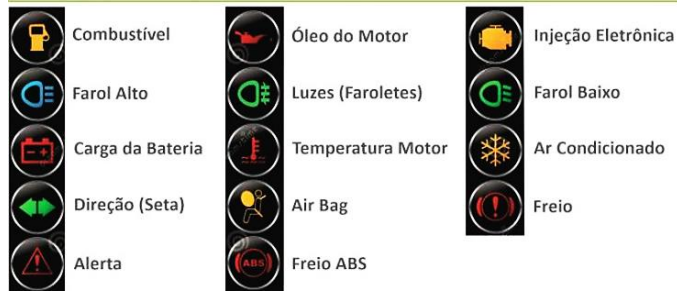 Combustível
Óleo do Motor
Injeção Eletrônica
Farol Alto
Luzes (Faroletes)
Farol Baixo
Carga da Bateria
Temperatura Motor
Ar Condicionado
Direção (Seta)
Air Bag
Freio
Alerta
(ABS)
Freio ABS